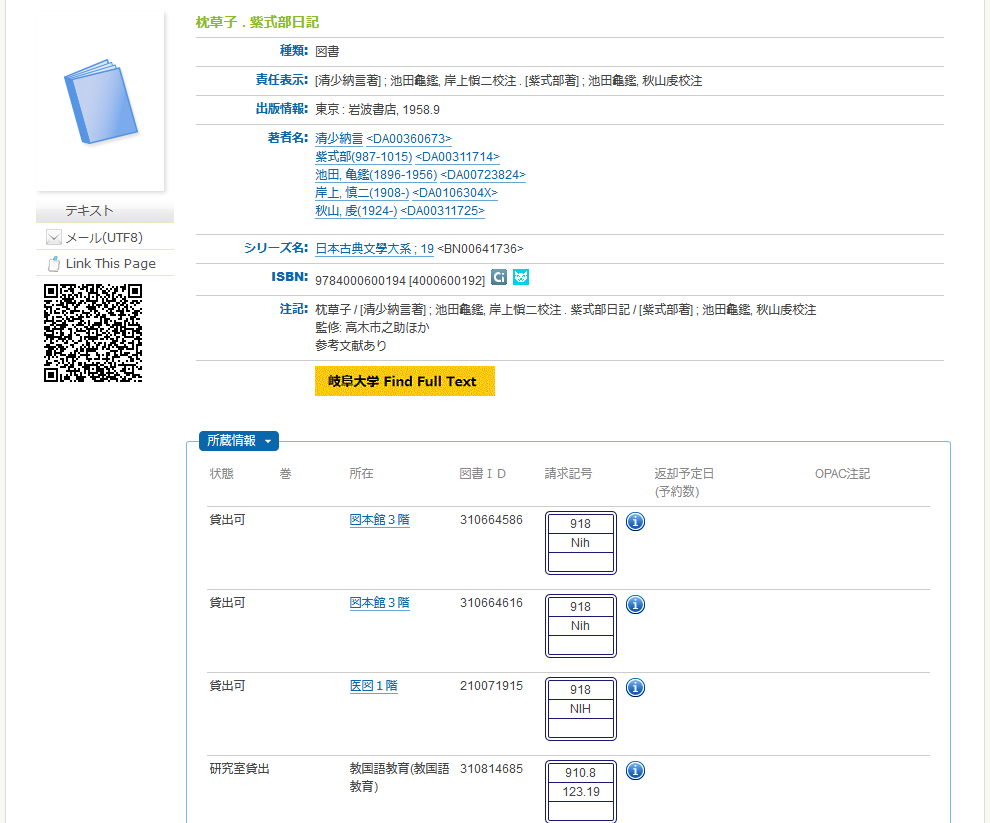 枕草子 . 紫式部日記
種類: 図書
責任表示: [清少納言著] ; 池田龜鑑, 岸上愼二校注 . [紫式部著] ; 池田龜鑑, 秋山虔校注
出版情報: 東京 : 岩波書店, 1958.9
著者名: 清少納言 <DA00360673>
紫式部(987-1015) <DA00311714>
池田, 亀鑑(1896-1956) <DA00723824>
岸上, 慎二(1908-) <DA0106304X>
秋山, 虔(1924-) <DA00311725>
シリーズ名: 日本古典文學大系 ; 19 <BN00641736>
ISBN: 9784000600194 [4000600192] Ci
注記: 枕草子 / [清少納言著] ; 池田龜鑑, 岸上愼二校注 . 紫式部日記 / [紫式部著] ; 池田龜鑑, 秋山虔校注
監修: 高木市之助ほか
参考文献あり
岐阜大学 Find Full Text
テキスト
メール(UTF8)
Link This Page
所蔵情報
状態 巻 所在 図書ＩＤ 請求記号 返却予定日 OPAC注記
(予約数)
貸出可 図本館３階 310664586 918
Nih
貸出可 図本館３階 310664616 918
Nih
貸出可 医図１階 210071915 918
NIH
研究室貸出 教国語教育(教国語 310814685 910.8
教育) 123.19